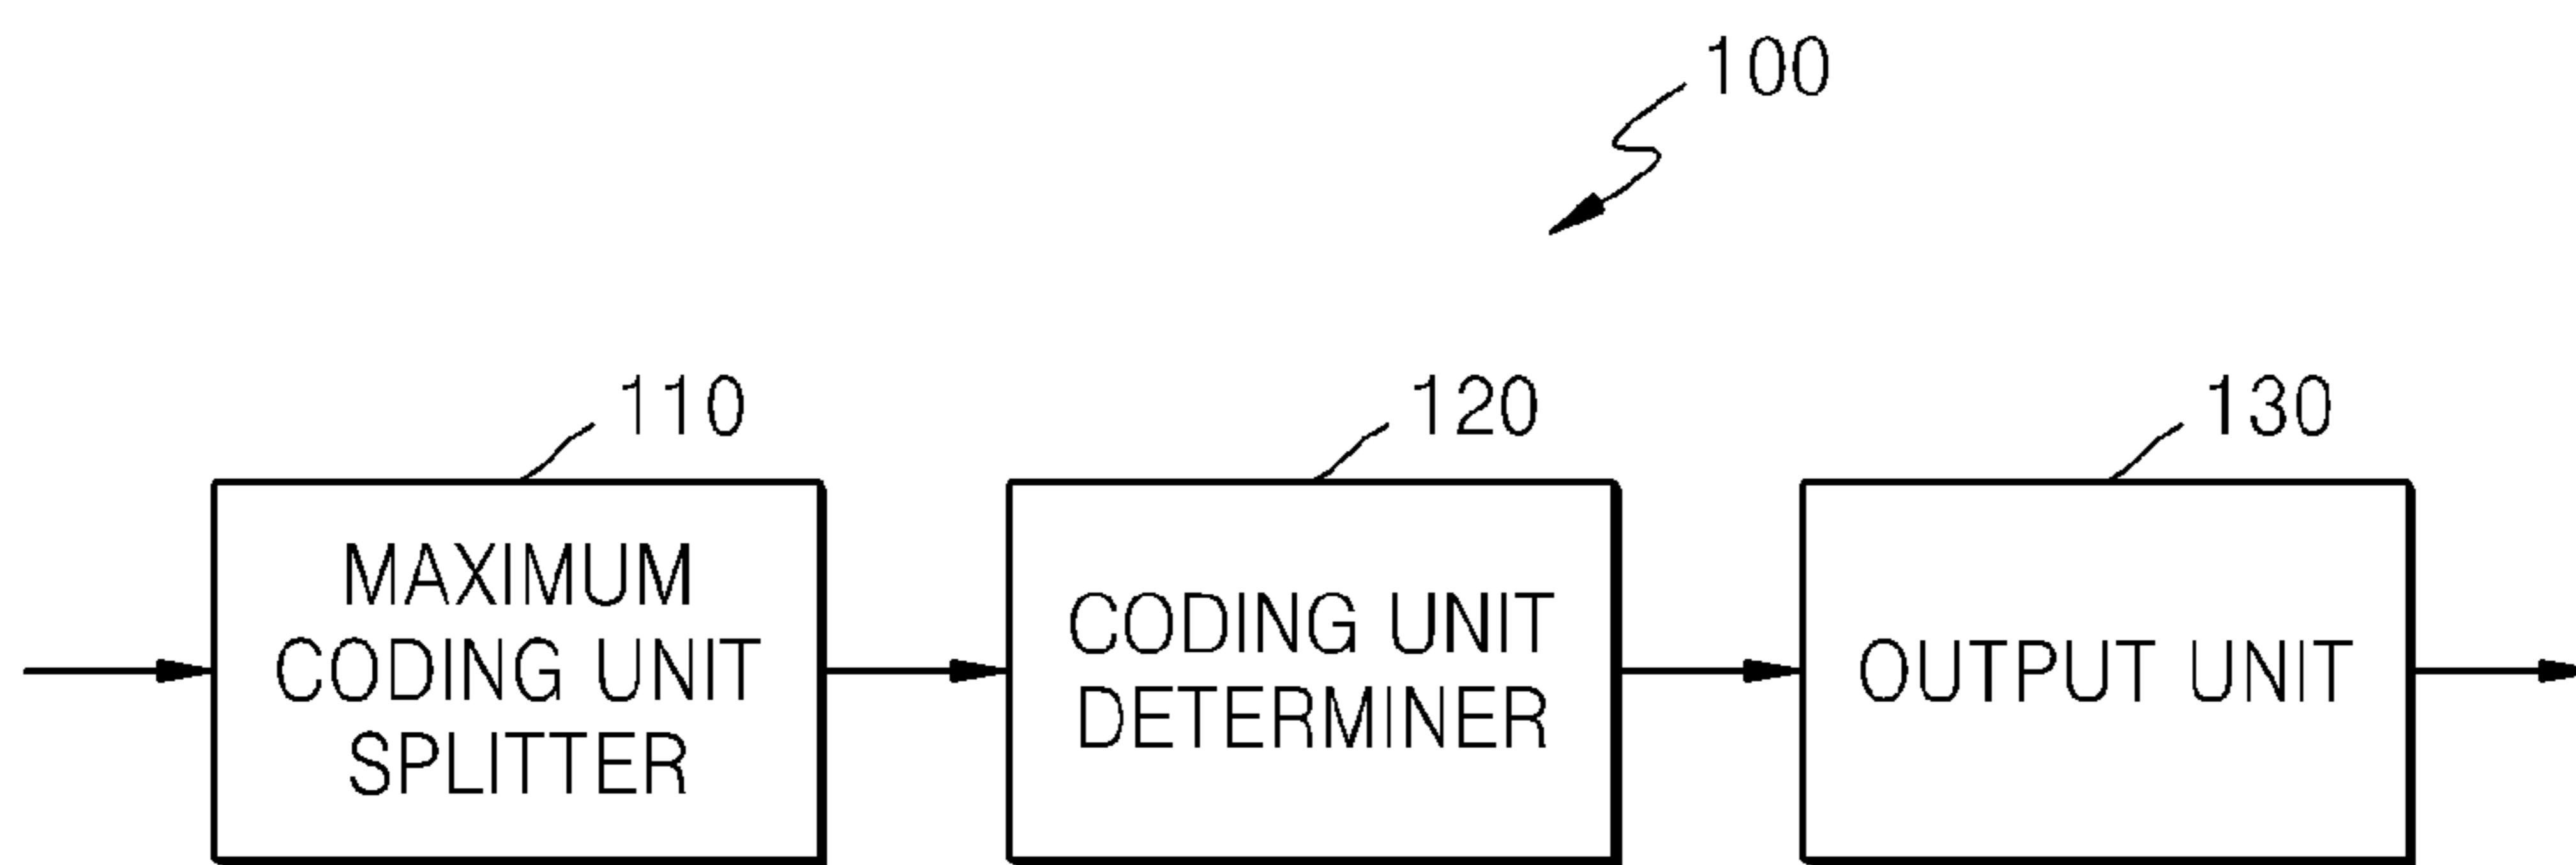 100
110
120
130
MAXIMUM
CODING UNIT
SPLITTER
CODING UNIT
DETERMINER
OUTPUT UNIT